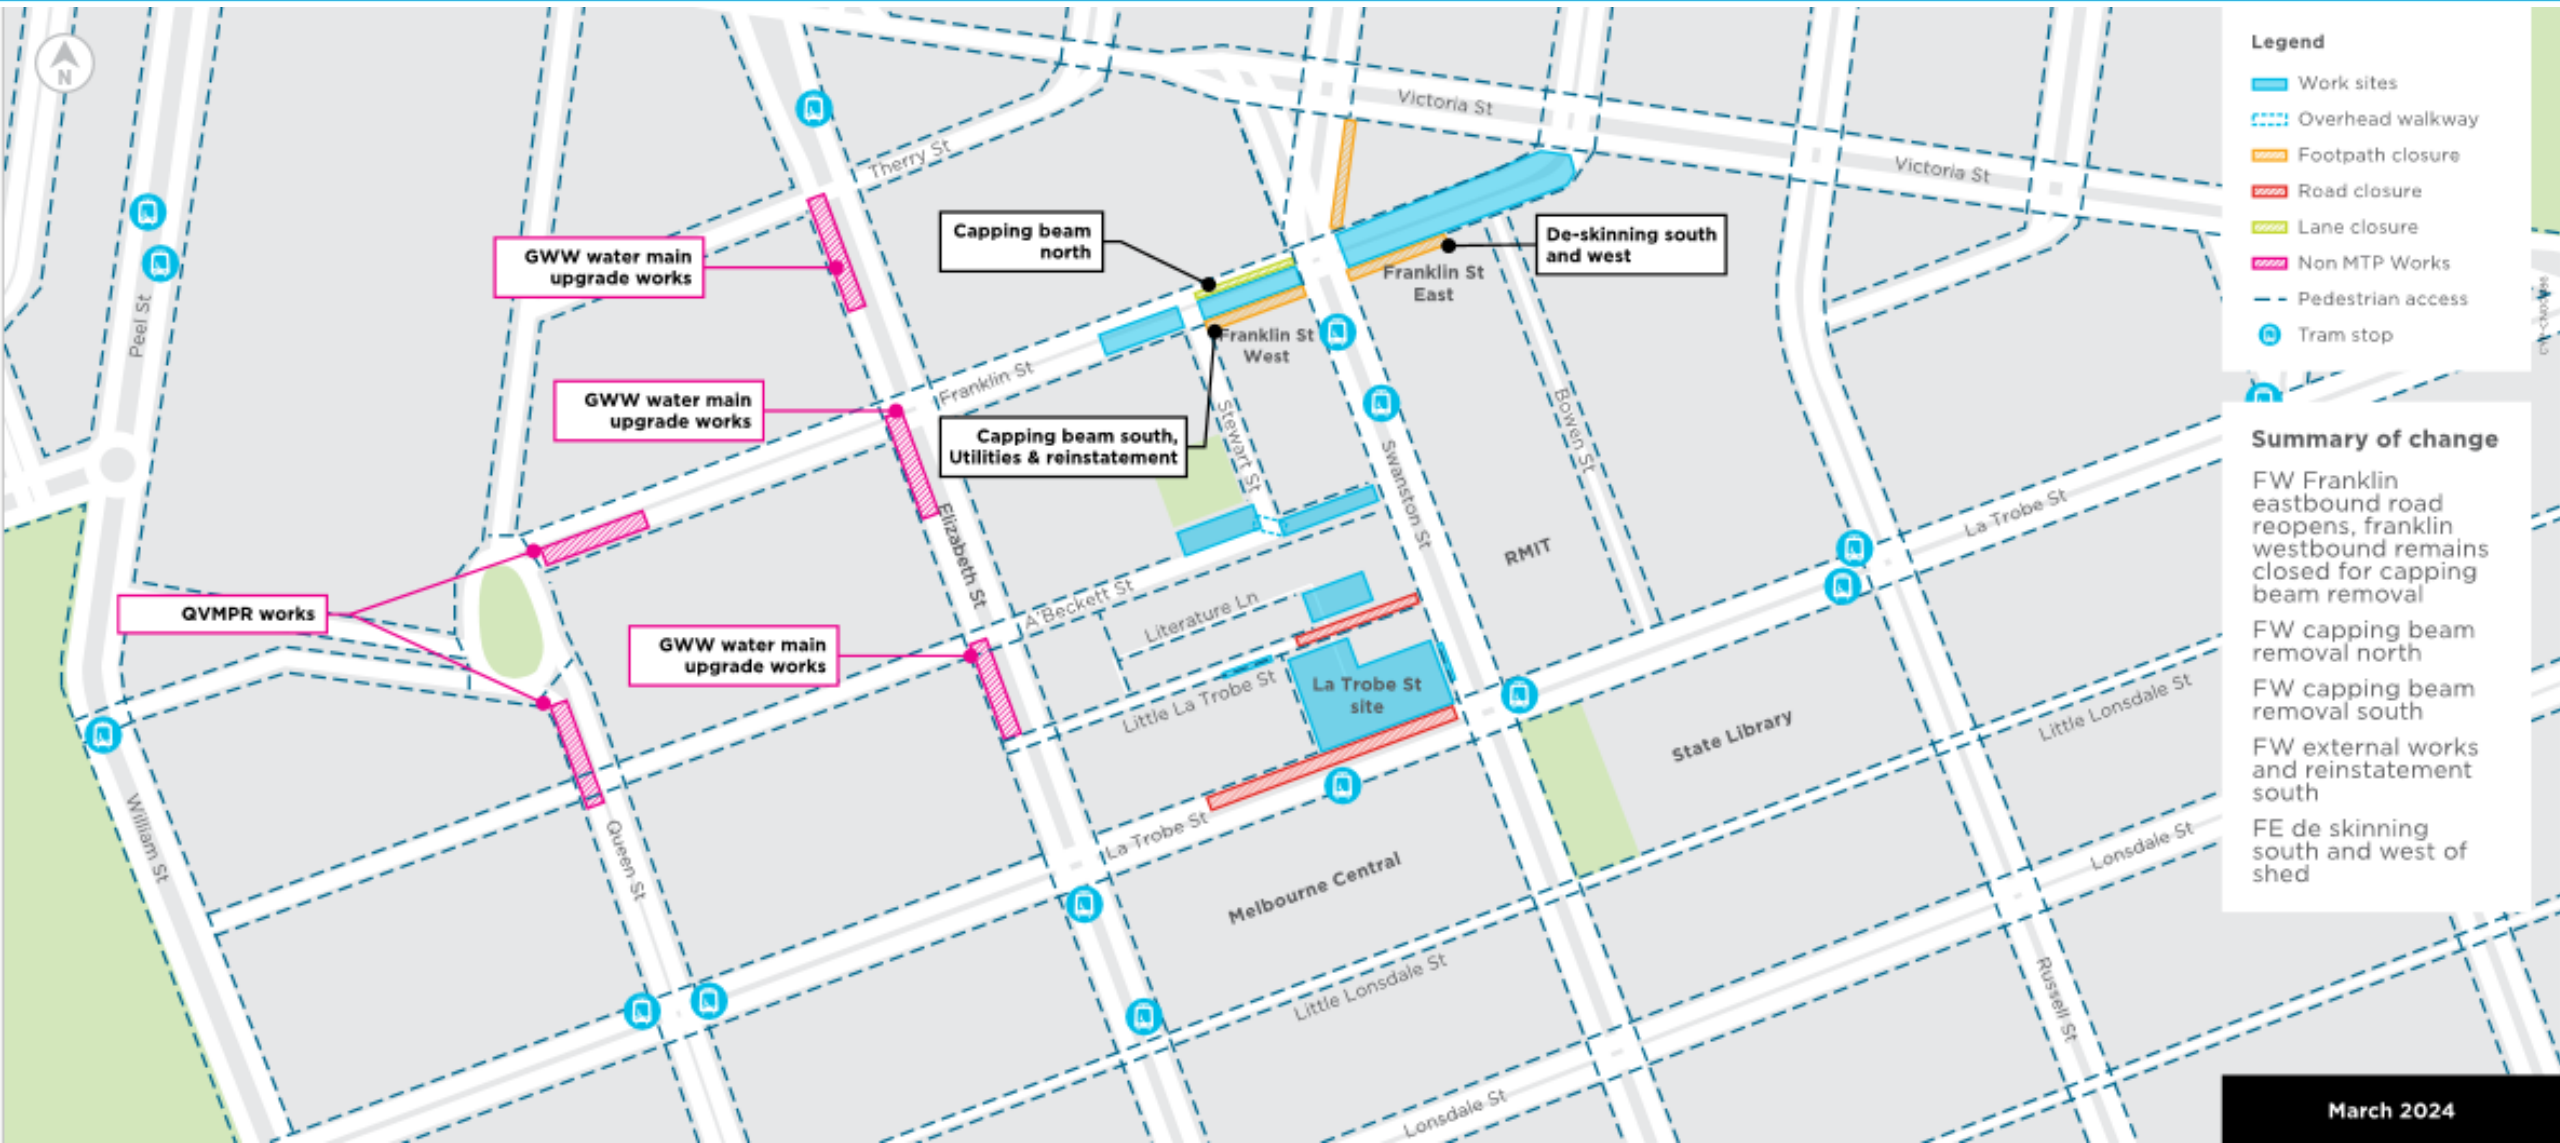 N
Peel St
Therry St
Victoria St
Victoria St
GWW water main
upgrade works
Capping beam
north
De-skinning south
and west
Franklin St
East
Franklin St
West
Franklin St
GWW water main
upgrade works
Capping beam south,
Utilities & reinstatement
Stewart St
Swanston St
Bowen St
Elizabeth St
RMIT
La Trobe St
QVMPR works
A'Beckett St
Literature Ln
GWW water main
upgrade works
Little La Trobe St
La Trobe St
site
State Library
Little Lonsdale St
William St
Queen St
La Trobe St
Melbourne Central
Lonsdale St
Little Lonsdale St
Russell St
Lonsdale St
Legend
Work sites
Overhead walkway
Footpath closure
Road closure
Lane closure
Non MTP Works
Pedestrian access
Tram stop
Summary of change
FW Franklin
eastbound road
reopens, franklin
westbound remains
closed for capping
beam removal
FW capping beam
removal north
FW capping beam
removal south
FW external works
and reinstatement
south
FE de skinning
south and west of
shed
March 2024